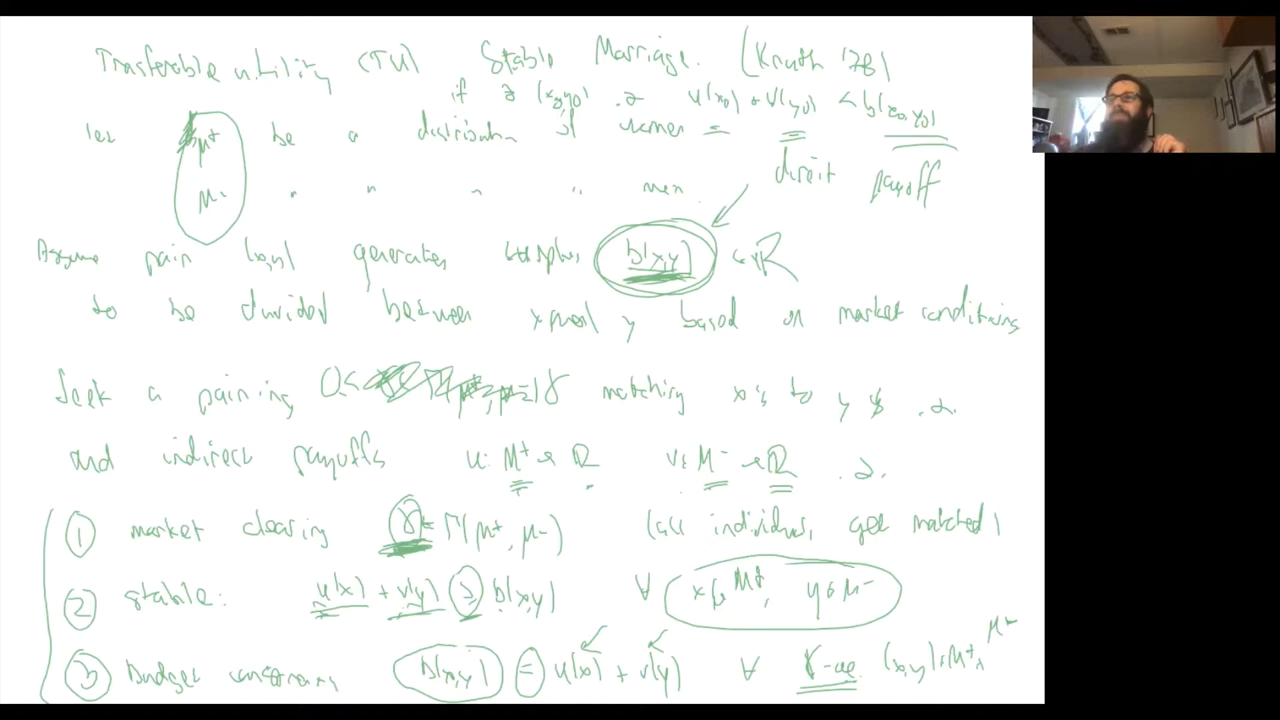 Transferable utility (TU) Stable Marriage. (Knuth '76)
if ∃ (x₀,y₀) .ə. u(x₀) + v(y₀) < b(x₀,y₀)
let μ⁺ be a distribution of women
μ⁻ " " " " men
direct payoff
Assume pair (x,y) generates surplus b(x,y) ∈ ℝ
to be divided between x and y based on market conditions
Seek a pairing 0≤ γ matching x's to y's .ə.
and indirect payoffs u: M⁺ → ℝ v: M⁻ → ℝ .ə.
① market clearing γ ∈ Γ(μ⁺, μ⁻) (all individuals get matched)
② stable: u(x) + v(y) ≥ b(x,y) ∀ x ∈ M⁺, y ∈ M⁻
③ Budget constraint b(x,y) = u(x) + v(y) ∀ γ-ae (x,y) ∈ M⁺ × M⁻